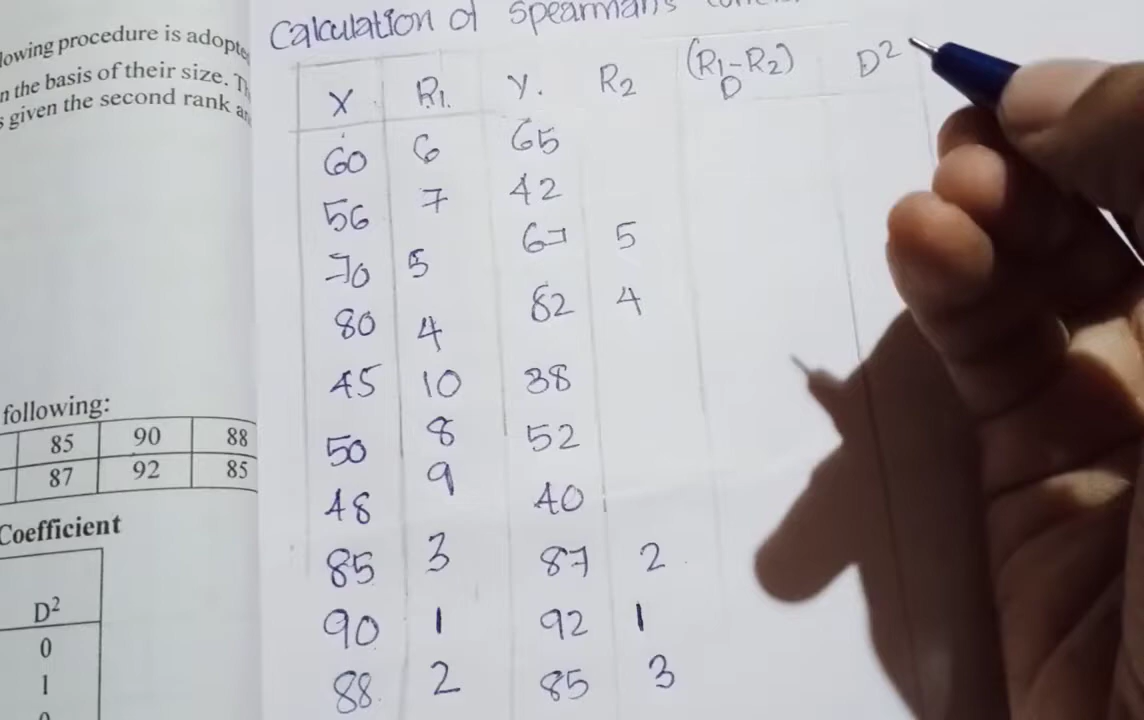 lowing procedure is
n the basis of their size.
s given the second rank
following:
85 90 88
87 92 85
Coefficient
D²
0
1
Calculation of Spearman's
X R₁. Y. R₂ (R₁-R₂) D D²
60 6 65
56 7 42
70 5 67 5
80 4 82 4
45 10 38
50 8 52
48 9 40
85 3 87 2
90 1 92 1
88 2 85 3